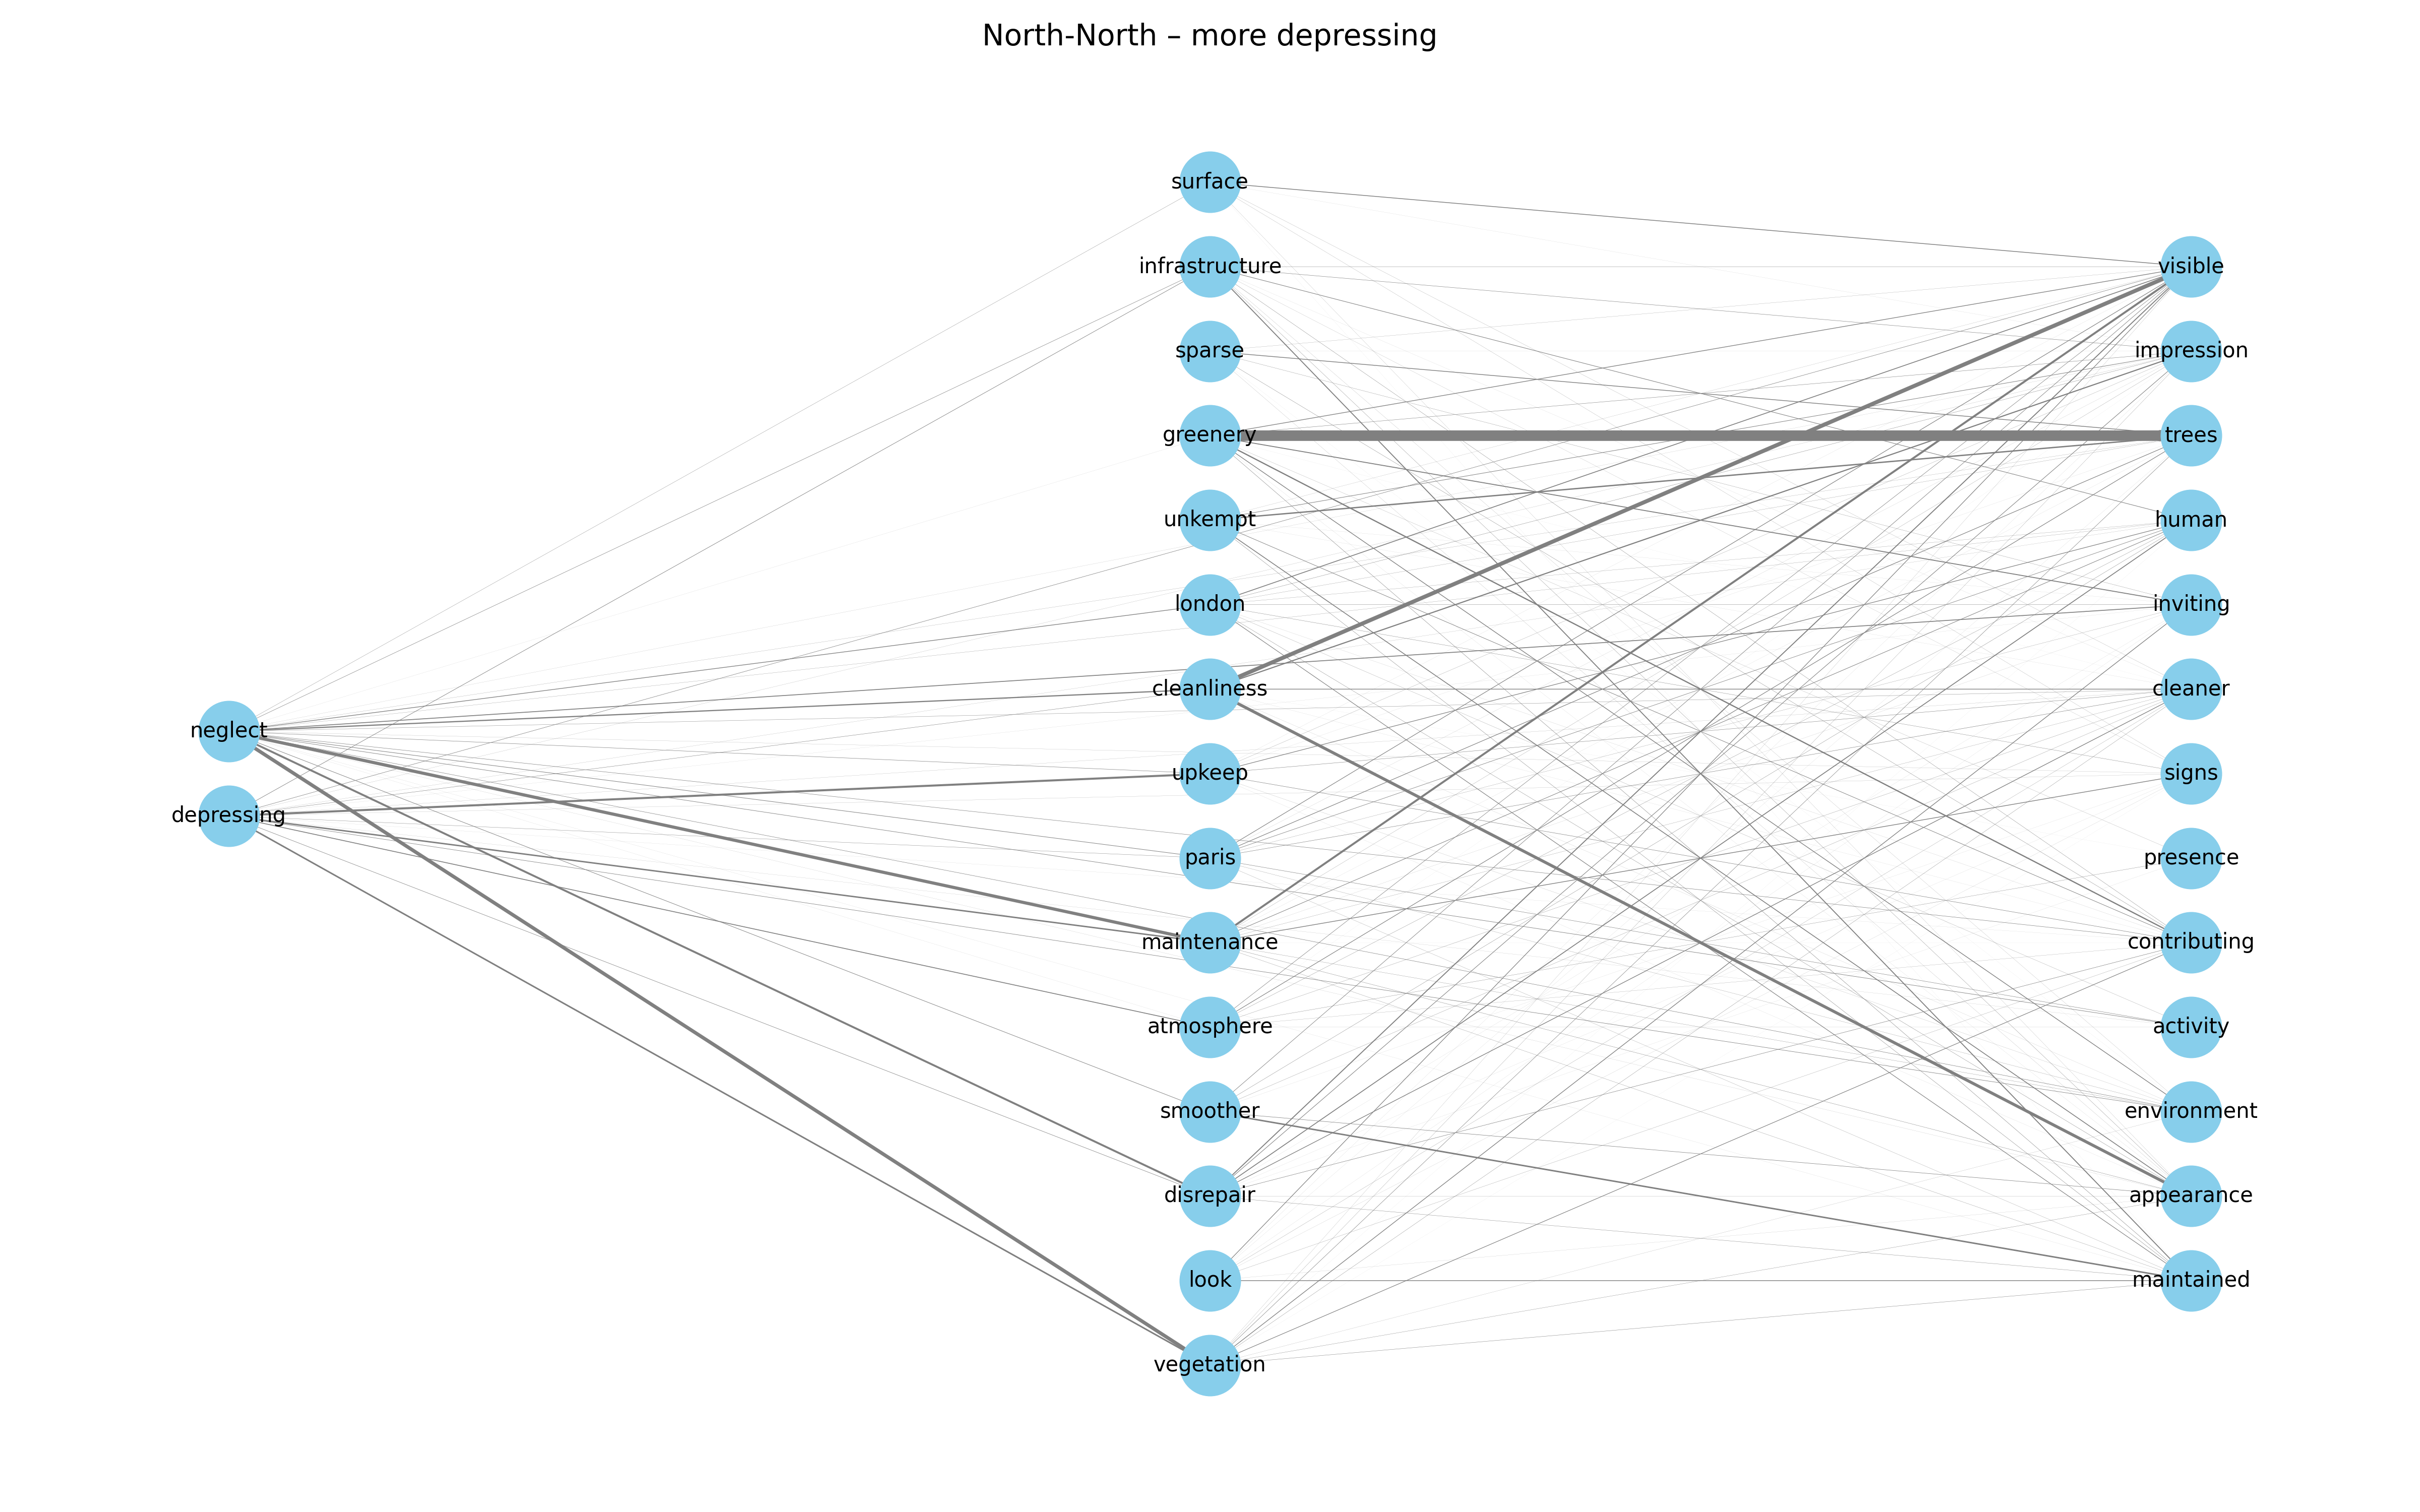 North-North – more depressing
neglect
depressing
surface
infrastructure
sparse
greenery
unkempt
london
cleanliness
upkeep
paris
maintenance
atmosphere
smoother
disrepair
look
vegetation
visible
impression
trees
human
inviting
cleaner
signs
presence
contributing
activity
environment
appearance
maintained